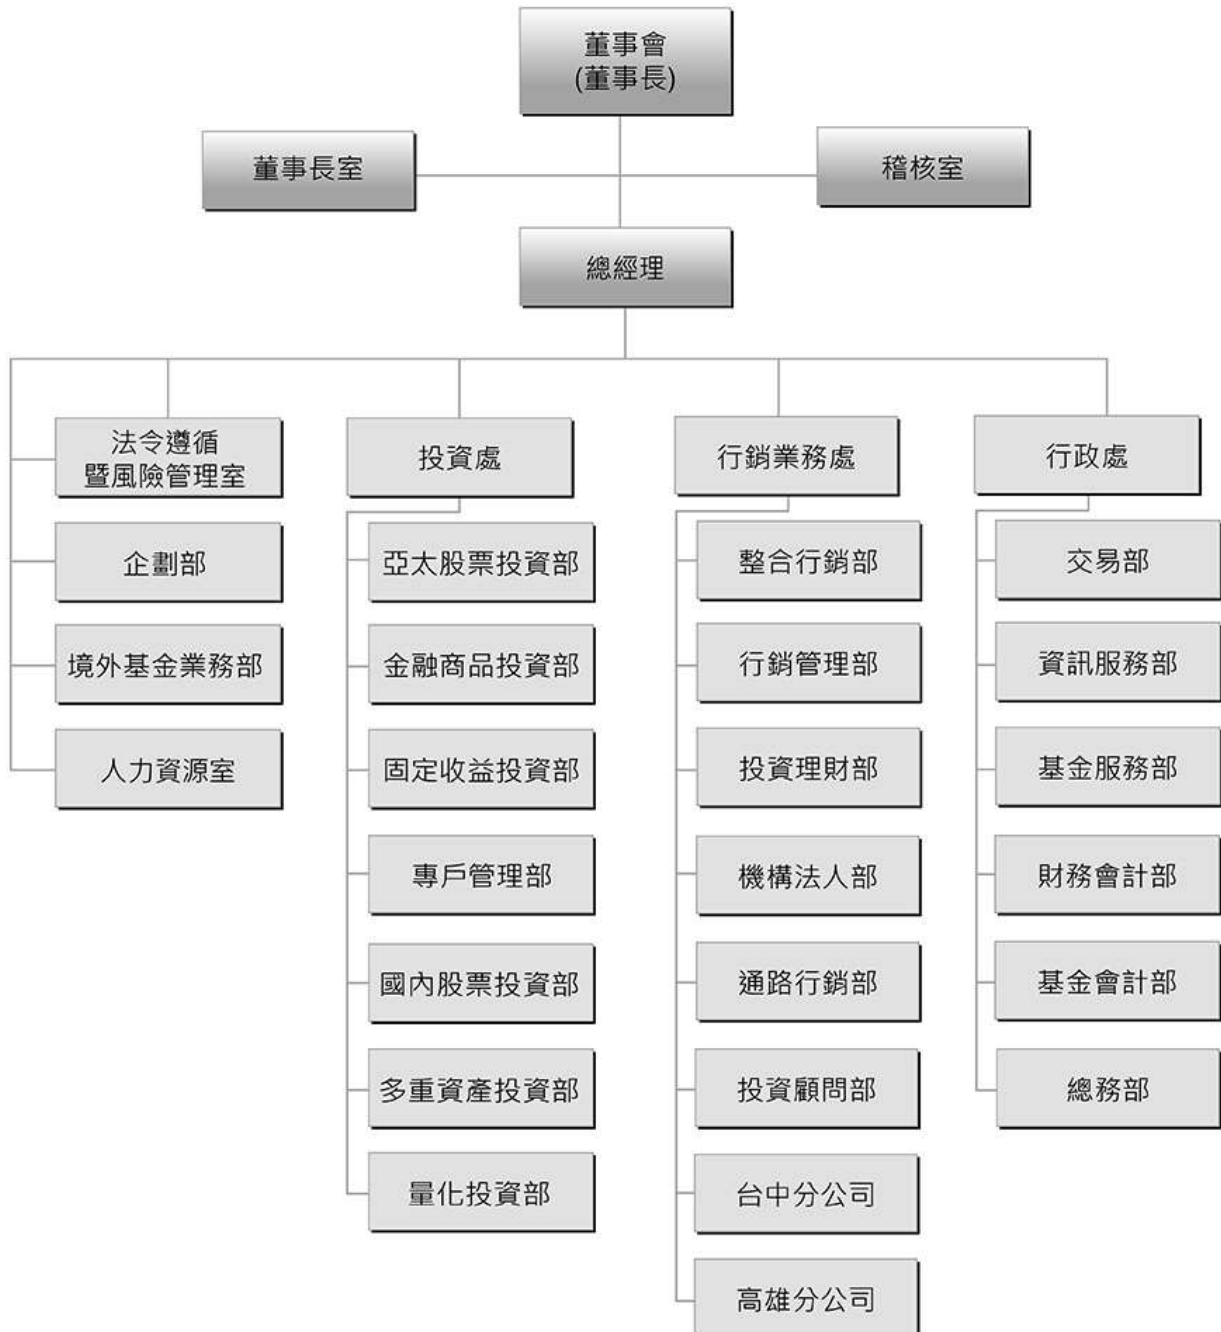 董事會
(董事長)
董事長室
稽核室
總經理
法令遵循
暨風險管理室
企劃部
境外基金業務部
人力資源室
投資處
亞太股票投資部
金融商品投資部
固定收益投資部
專戶管理部
國內股票投資部
多重資產投資部
量化投資部
行銷業務處
整合行銷部
行銷管理部
投資理財部
機構法人部
通路行銷部
投資顧問部
台中分公司
高雄分公司
行政處
交易部
資訊服務部
基金服務部
財務會計部
基金會計部
總務部